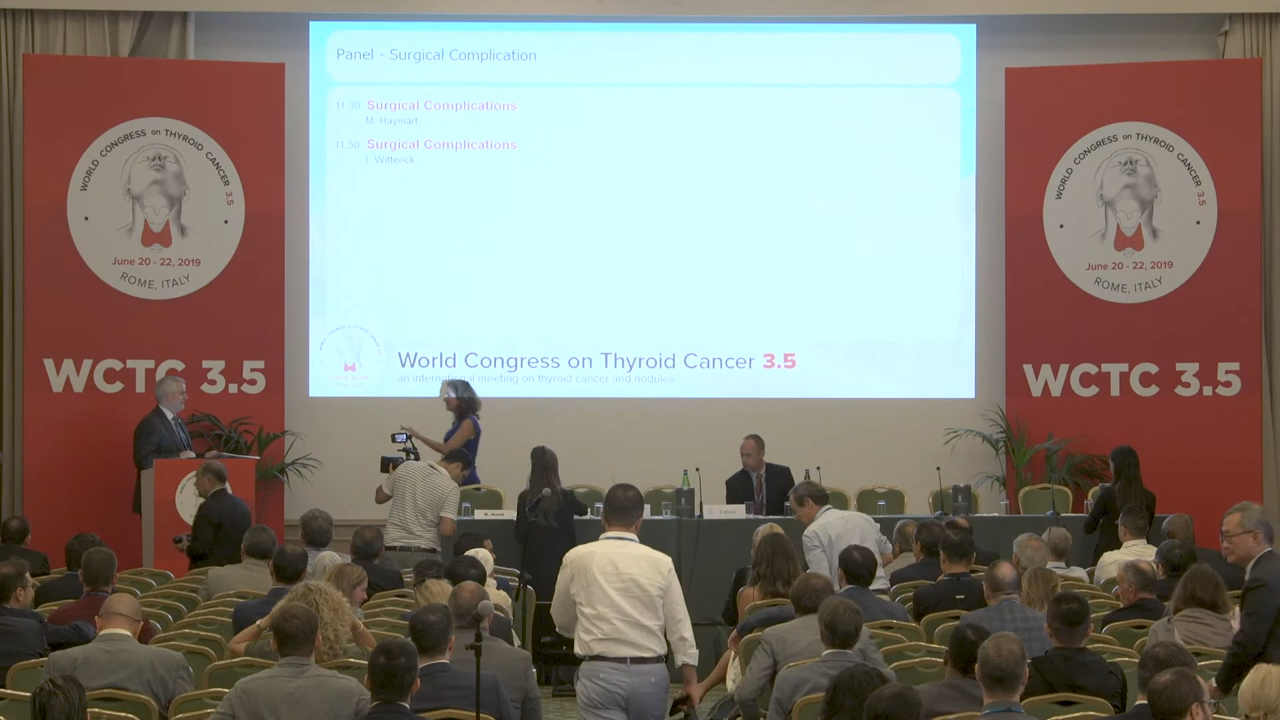 Panel - Surgical Complication
11:30 Surgical Complications
M. Haymart
11:50 Surgical Complications
I. Witterick
World Congress on Thyroid Cancer 3.5
an international meeting on thyroid cancer and nodules
WORLD CONGRESS on THYROID CANCER 3.5
June 20 - 22, 2019
ROME, ITALY
WCTC 3.5
WORLD CONGRESS on THYROID CANCER 3.5
June 20 - 22, 2019
ROME, ITALY
WCTC 3.5